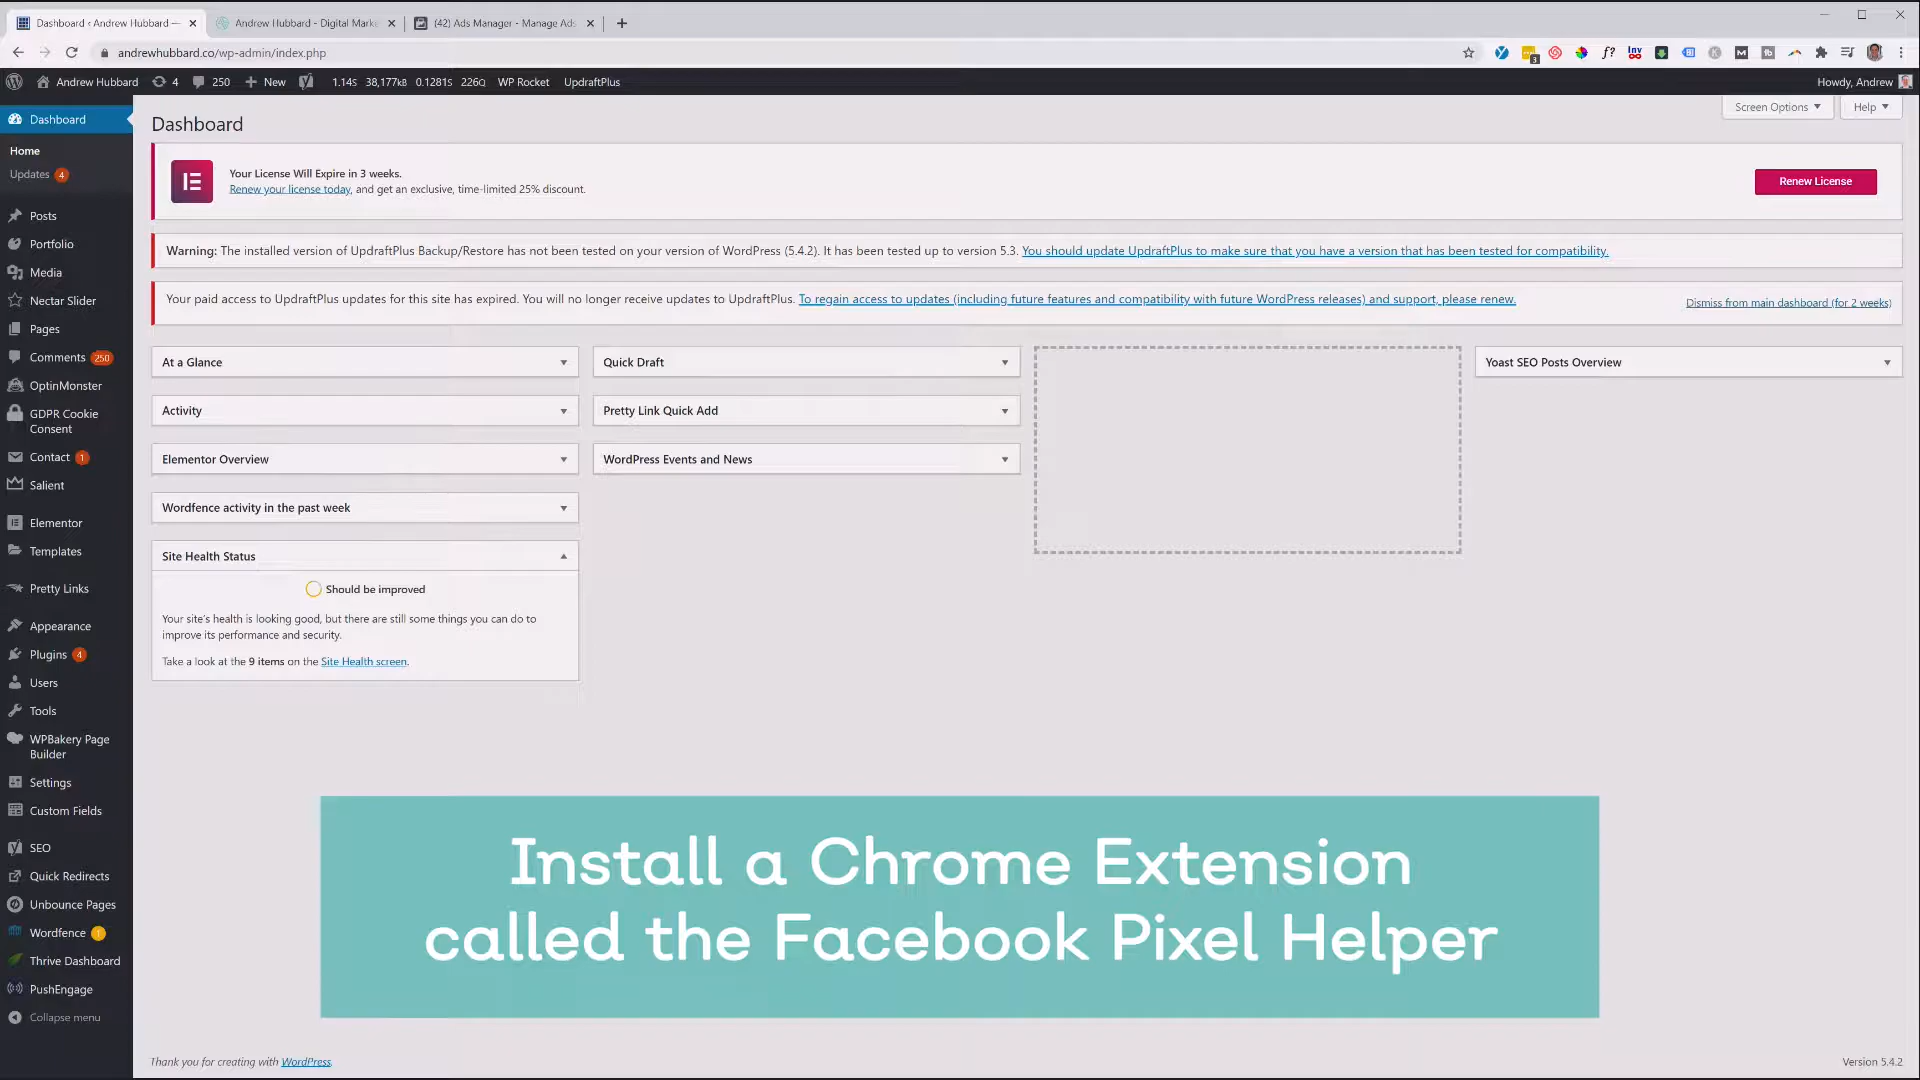 Dashboard ‹ Andrew Hubbard —
Andrew Hubbard - Digital Marke
(42) Ads Manager - Manage Ads
andrewhubbard.co/wp-admin/index.php
Andrew Hubbard 4 250 New 1.14S 38,177KB 0.1281S 226Q WP Rocket UpdraftPlus
Howdy, Andrew
Screen Options
Help
Dashboard
Home
Updates 4
Posts
Portfolio
Media
Nectar Slider
Pages
Comments 250
OptinMonster
GDPR Cookie
Consent
Contact 1
Salient
Elementor
Templates
Pretty Links
Appearance
Plugins 4
Users
Tools
WPBakery Page
Builder
Settings
Custom Fields
SEO
Quick Redirects
Unbounce Pages
Wordfence 1
Thrive Dashboard
PushEngage
Collapse menu
Dashboard
Your License Will Expire in 3 weeks.
Renew your license today, and get an exclusive, time-limited 25% discount.
Renew License
Warning: The installed version of UpdraftPlus Backup/Restore has not been tested on your version of WordPress (5.4.2). It has been tested up to version 5.3. You should update UpdraftPlus to make sure that you have a version that has been tested for compatibility.
Your paid access to UpdraftPlus updates for this site has expired. You will no longer receive updates to UpdraftPlus. To regain access to updates (including future features and compatibility with future WordPress releases) and support, please renew.
Dismiss from main dashboard (for 2 weeks)
At a Glance
Activity
Elementor Overview
Wordfence activity in the past week
Site Health Status
Should be improved
Your site's health is looking good, but there are still some things you can do to
improve its performance and security.
Take a look at the 9 items on the Site Health screen.
Quick Draft
Pretty Link Quick Add
WordPress Events and News
Yoast SEO Posts Overview
Install a Chrome Extension
called the Facebook Pixel Helper
Thank you for creating with WordPress.
Version 5.4.2